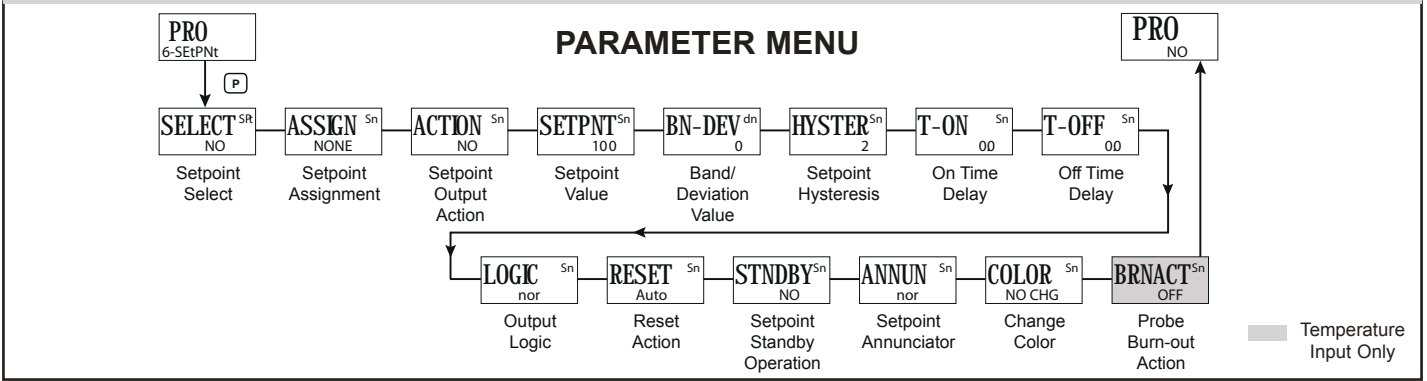 PARAMETER MENU
PRO
6-SEtPNt
P
PRO
NO
SELECT SPt
NO
Setpoint
Select
ASSIGN Sn
NONE
Setpoint
Assignment
ACTION Sn
NO
Setpoint
Output
Action
SETPNT Sn
100
Setpoint
Value
BN-DEV dn
0
Band/
Deviation
Value
HYSTER Sn
2
Setpoint
Hysteresis
T-ON Sn
00
On Time
Delay
T-OFF Sn
00
Off Time
Delay
LOGIC Sn
nor
Output
Logic
RESET Sn
Auto
Reset
Action
STNDBY Sn
NO
Setpoint
Standby
Operation
ANNUN Sn
nor
Setpoint
Annunciator
COLOR Sn
NO CHG
Change
Color
BRNACT Sn
OFF
Probe
Burn-out
Action
Temperature
Input Only